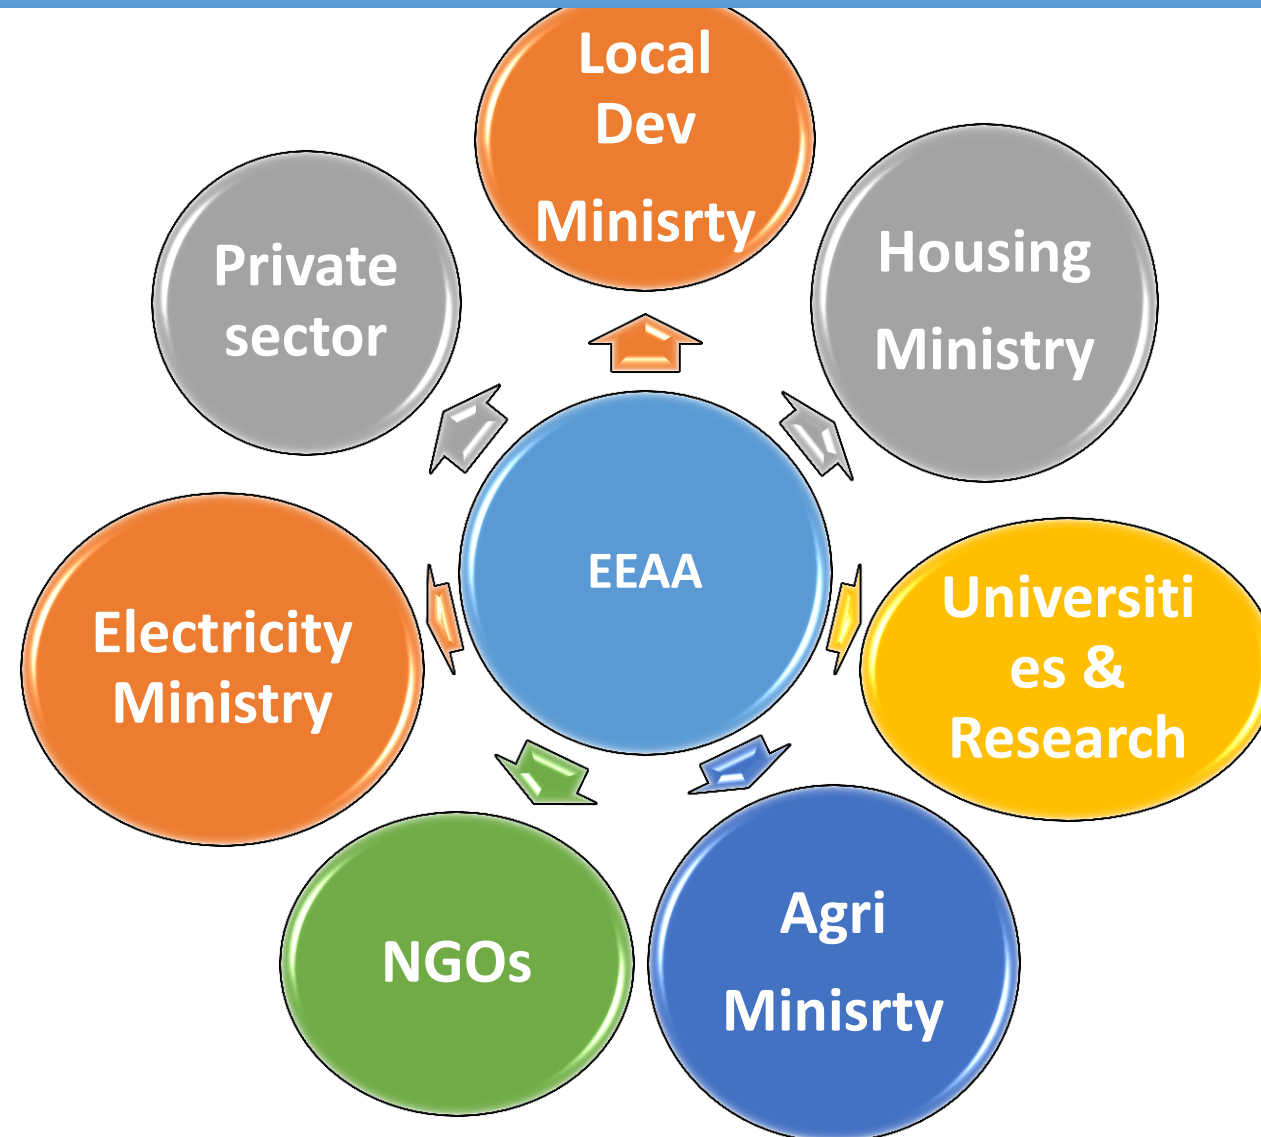 Local
Dev
Minisrty
Housing
Ministry
Private
sector
EEAA
Universiti
es &
Research
Electricity
Ministry
Agri
Minisrty
NGOs